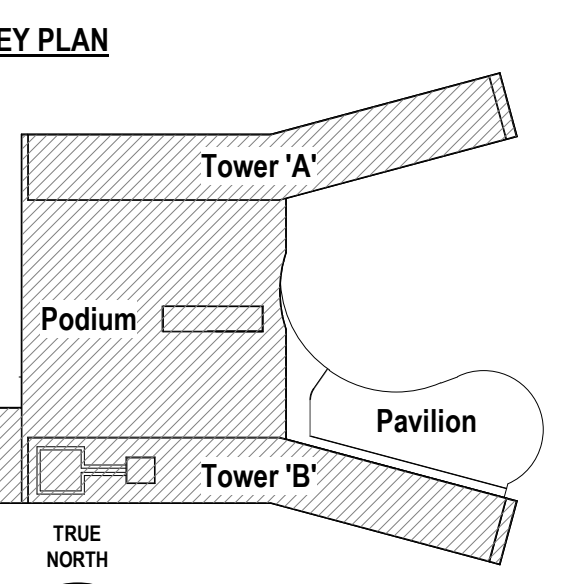 EY PLAN
Tower 'A'
Podium
Pavilion
Tower 'B'
TRUE
NORTH